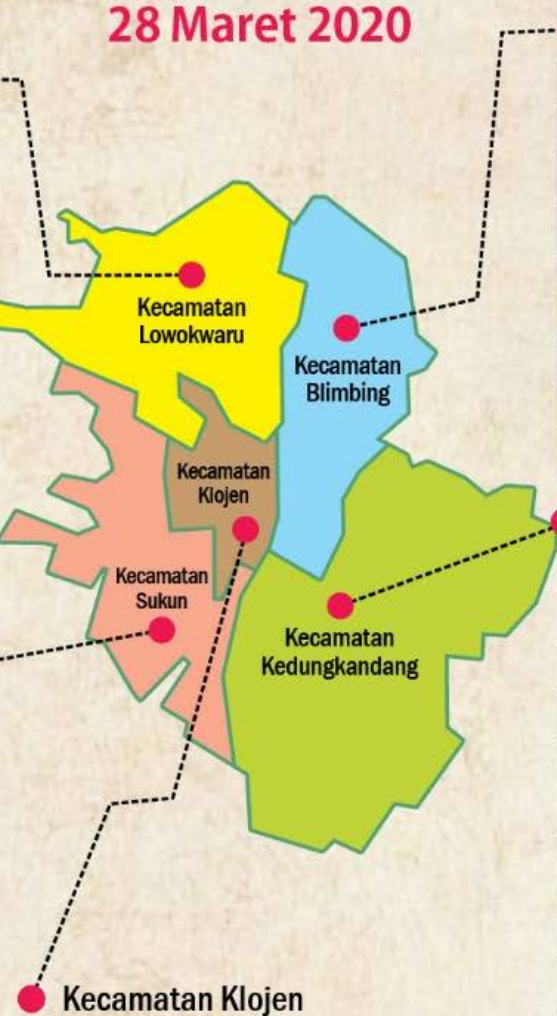 28 Maret 2020
Kecamatan
Lowokwaru
Kecamatan
Blimbing
Kecamatan
Klojen
Kecamatan
Sukun
Kecamatan
Kedungkandang
Kecamatan Klojen